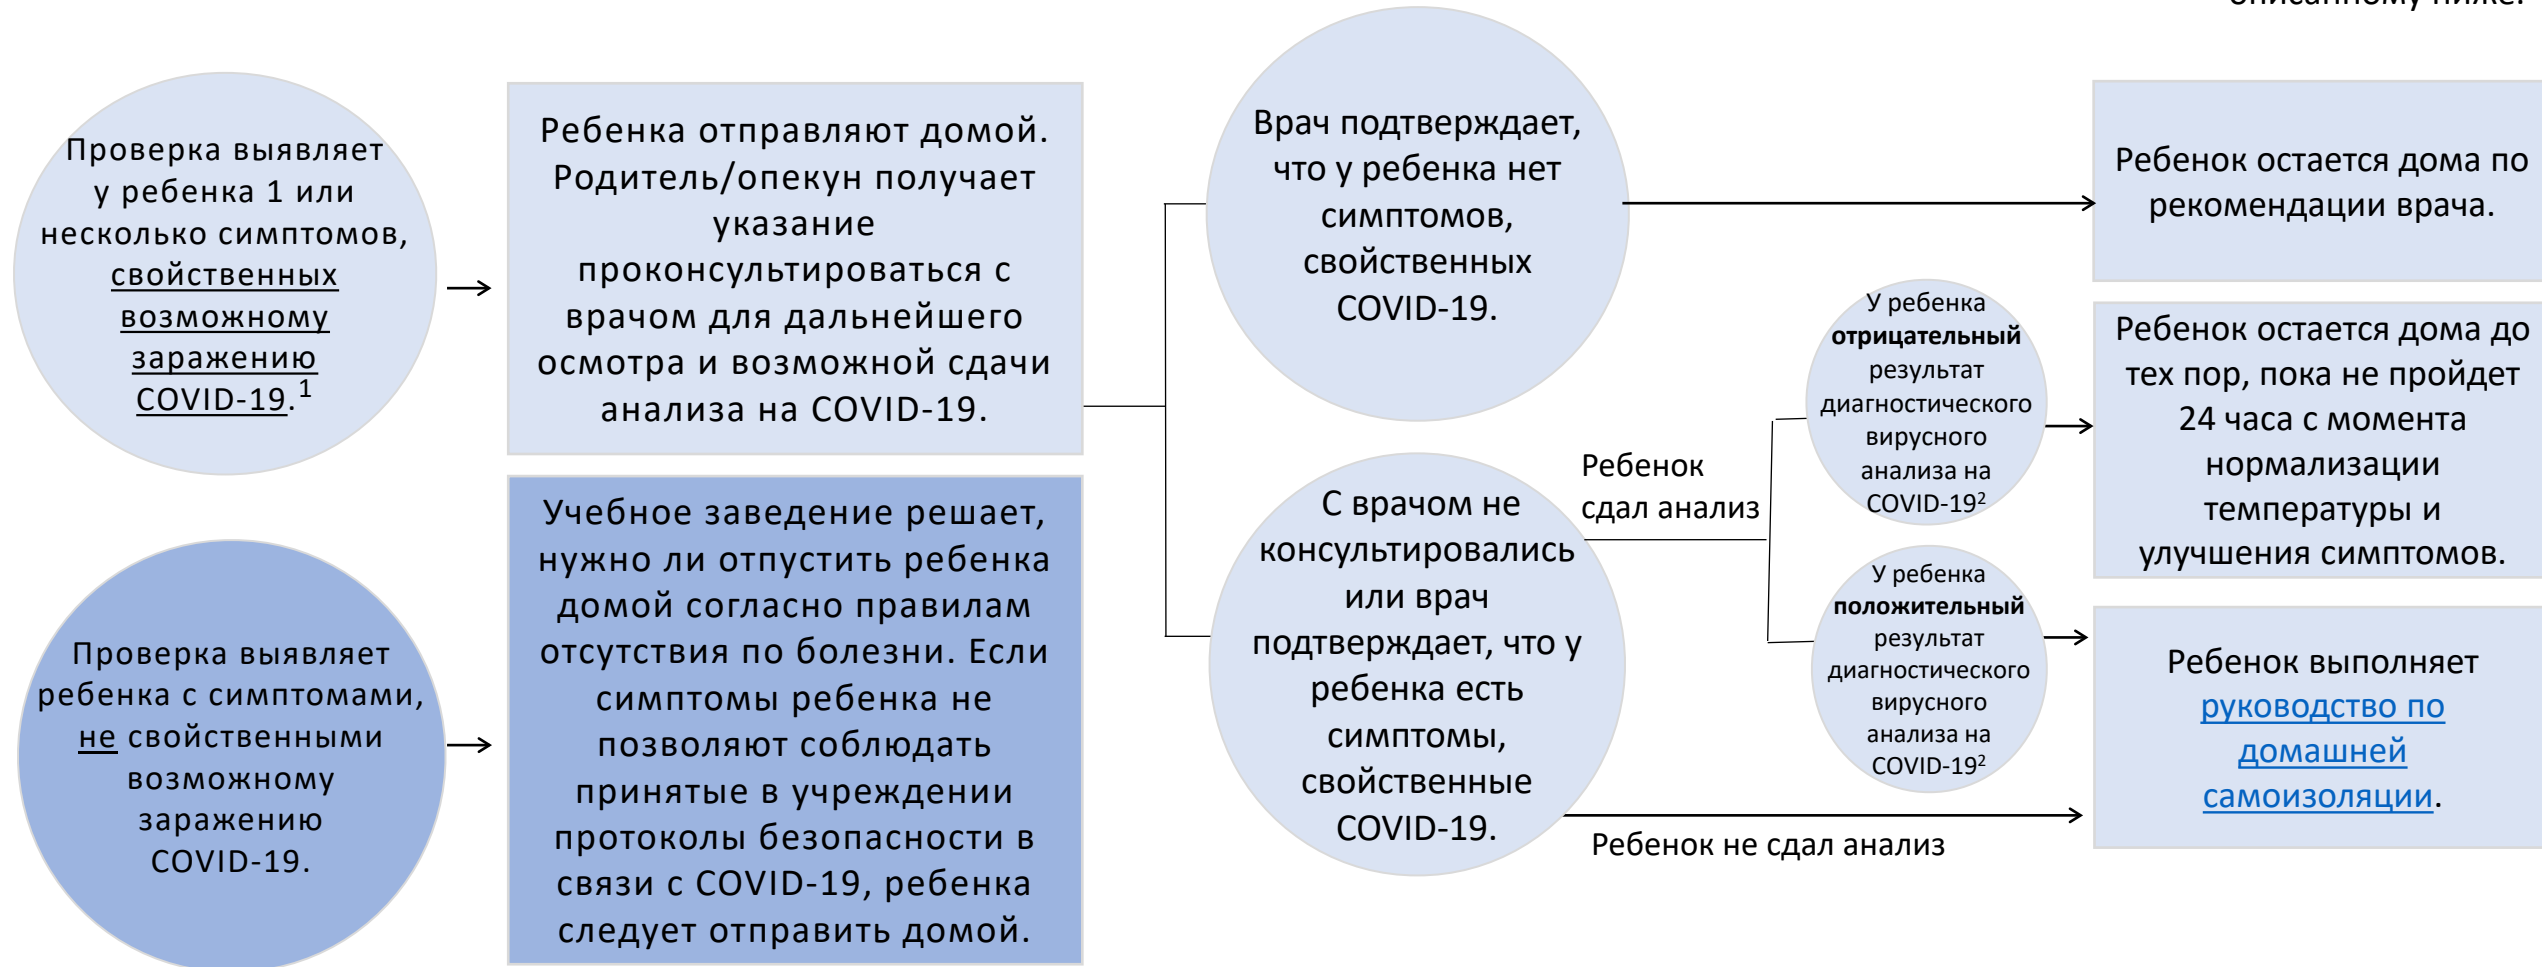 описанному ниже.
Проверка выявляет
у ребенка 1 или
несколько симптомов,
свойственных
возможному
заражению
COVID-19.1
Ребенка отправляют домой.
Родитель/опекун получает
указание
проконсультироваться с
врачом для дальнейшего
осмотра и возможной сдачи
анализа на COVID-19.
Врач подтверждает,
что у ребенка нет
симптомов,
свойственных
COVID-19.
Ребенок остается дома по
рекомендации врача.
Ребенок
сдал анализ
У ребенка
отрицательный
результат
диагностического
вирусного
анализа на
COVID-192
Ребенок остается дома до
тех пор, пока не пройдет
24 часа с момента
нормализации
температуры и
улучшения симптомов.
Проверка выявляет
ребенка с симптомами,
не свойственными
возможному
заражению
COVID-19.
Учебное заведение решает,
нужно ли отпустить ребенка
домой согласно правилам
отсутствия по болезни. Если
симптомы ребенка не
позволяют соблюдать
принятые в учреждении
протоколы безопасности в
связи с COVID-19, ребенка
следует отправить домой.
С врачом не
консультировались
или врач
подтверждает, что у
ребенка есть
симптомы,
свойственные
COVID-19.
У ребенка
положительный
результат
диагностического
вирусного
анализа на
COVID-192
Ребенок выполняет
руководство по
домашней
самоизоляции.
Ребенок не сдал анализ